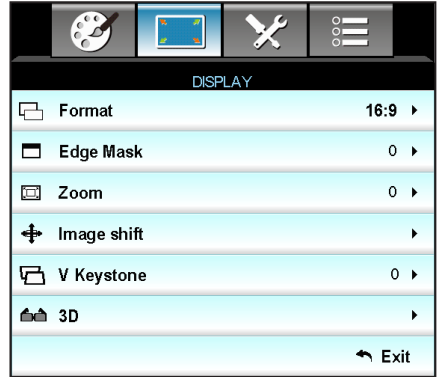 DISPLAY
Format 16:9
Edge Mask 0
Zoom 0
Image shift
V Keystone 0
3D
Exit